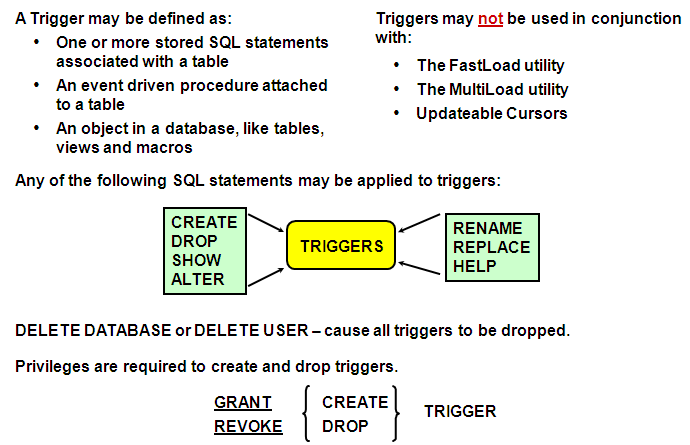 A Trigger may be defined as:
• One or more stored SQL statements
associated with a table
• An event driven procedure attached
to a table
• An object in a database, like tables,
views and macros
Triggers may not be used in conjunction
with:
• The FastLoad utility
• The MultiLoad utility
• Updateable Cursors
Any of the following SQL statements may be applied to triggers:
CREATE
DROP
SHOW
ALTER
TRIGGERS
RENAME
REPLACE
HELP
DELETE DATABASE or DELETE USER – cause all triggers to be dropped.
Privileges are required to create and drop triggers.
GRANT
REVOKE
CREATE
DROP
TRIGGER